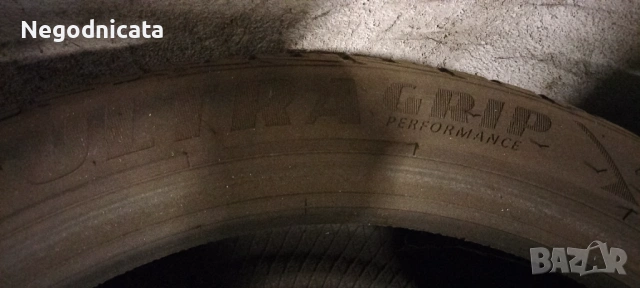 Negodnicata
ULTRA GRIP
PERFORMANCE
BAZAR